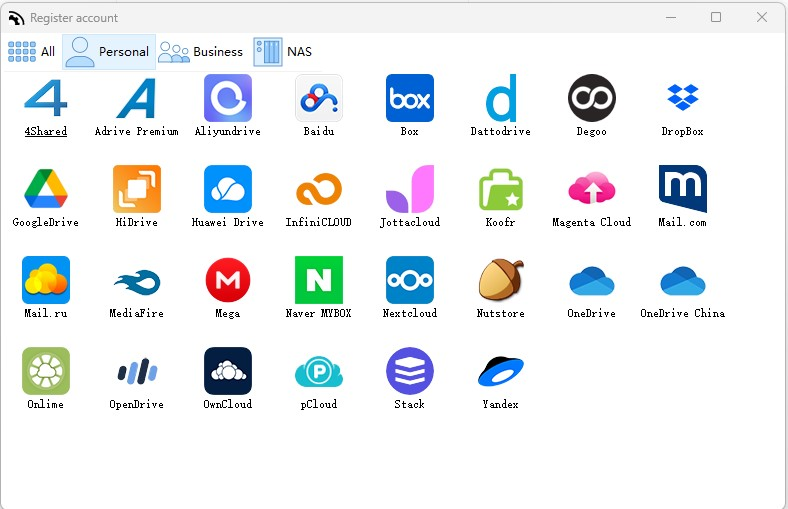 Register account
All Personal Business NAS
4Shared Adrive Premium Aliyundrive Baidu Box Dattodrive Degoo DropBox
GoogleDrive HiDrive Huawei Drive InfiniCLOUD Jottacloud Koofr Magenta Cloud Mail.com
Mail.ru MediaFire Mega Naver MYBOX Nextcloud Nutstore OneDrive OneDrive China
Onlime OpenDrive OwnCloud pCloud Stack Yandex